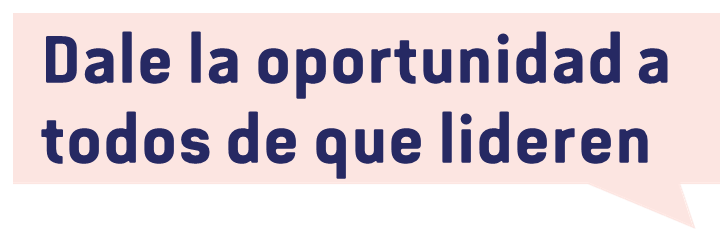 Dale la oportunidad a
todos de que lideren